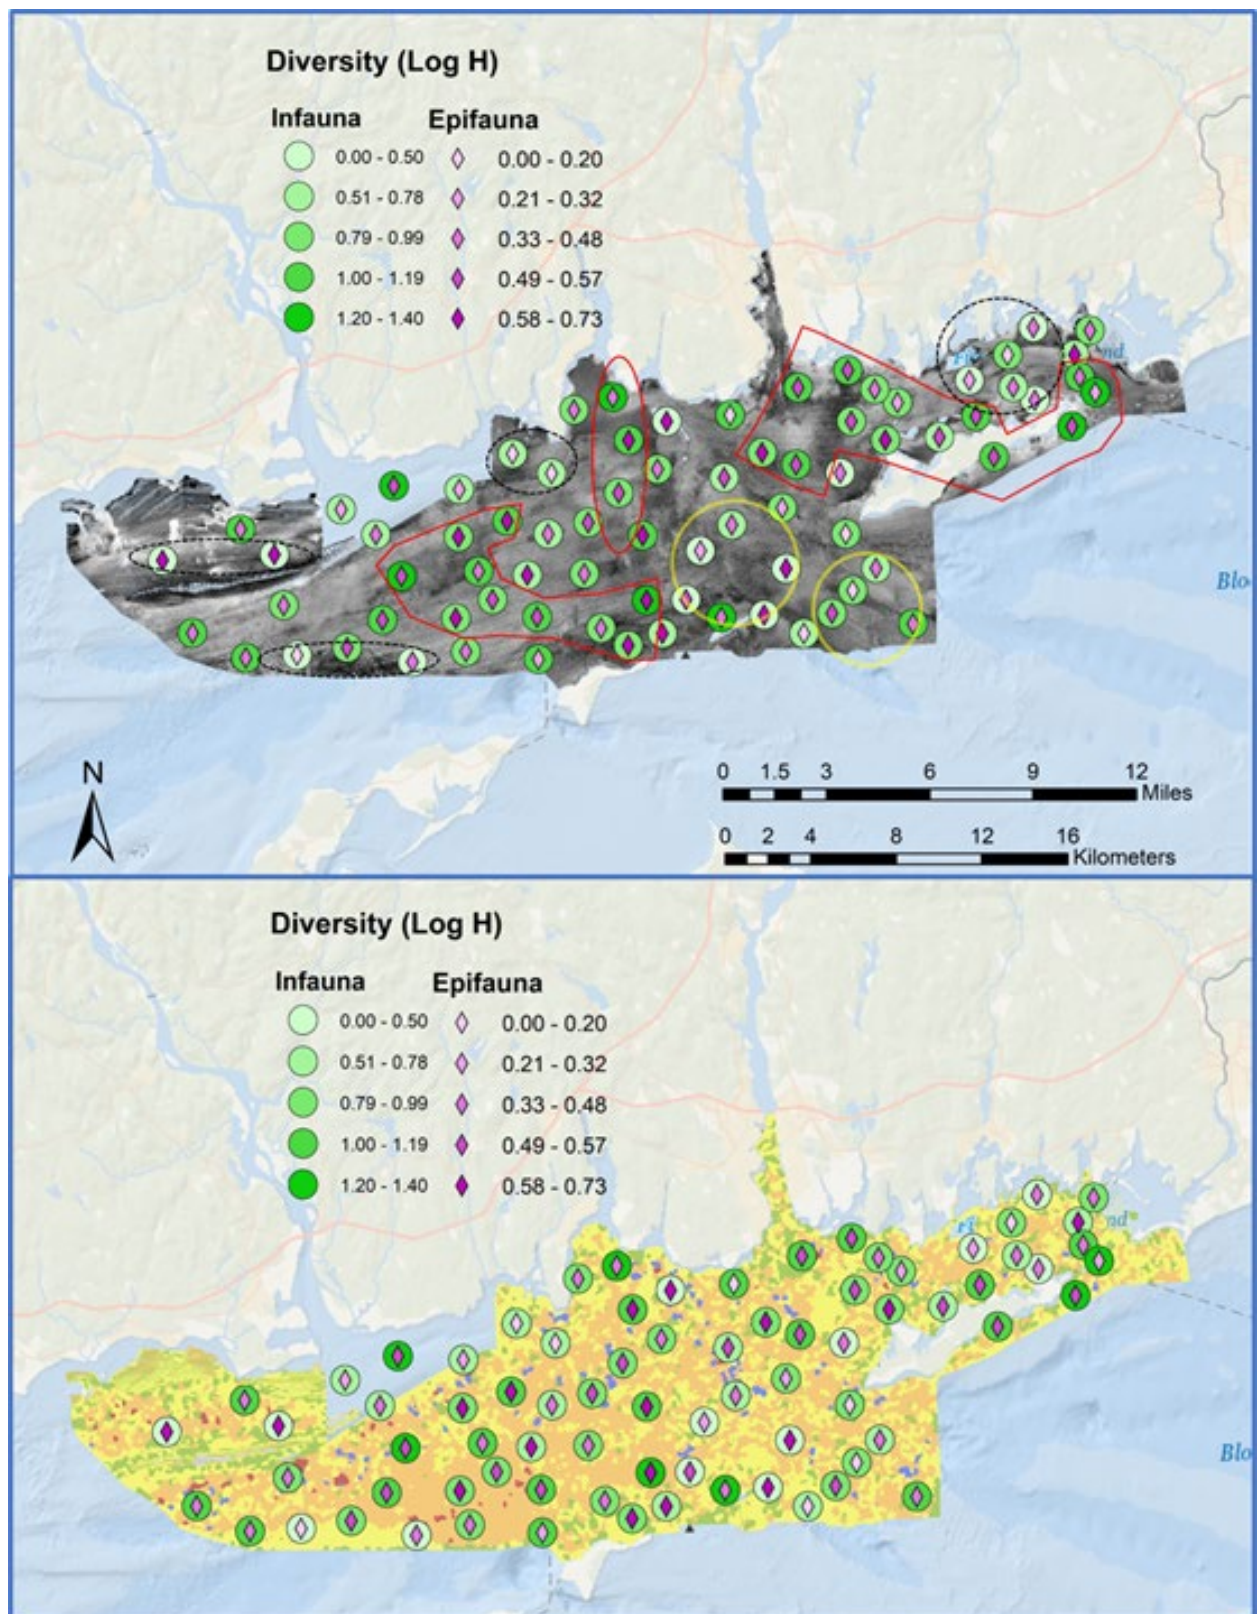 Diversity (Log H)
Infauna Epifauna
0.00 - 0.50 0.00 - 0.20
0.51 - 0.78 0.21 - 0.32
0.79 - 0.99 0.33 - 0.48
1.00 - 1.19 0.49 - 0.57
1.20 - 1.40 0.58 - 0.73
nd
Blo
N
0 1.5 3 6 9 12
Miles
0 2 4 8 12 16
Kilometers
Diversity (Log H)
Infauna Epifauna
0.00 - 0.50 0.00 - 0.20
0.51 - 0.78 0.21 - 0.32
0.79 - 0.99 0.33 - 0.48
1.00 - 1.19 0.49 - 0.57
1.20 - 1.40 0.58 - 0.73
nd
Blo